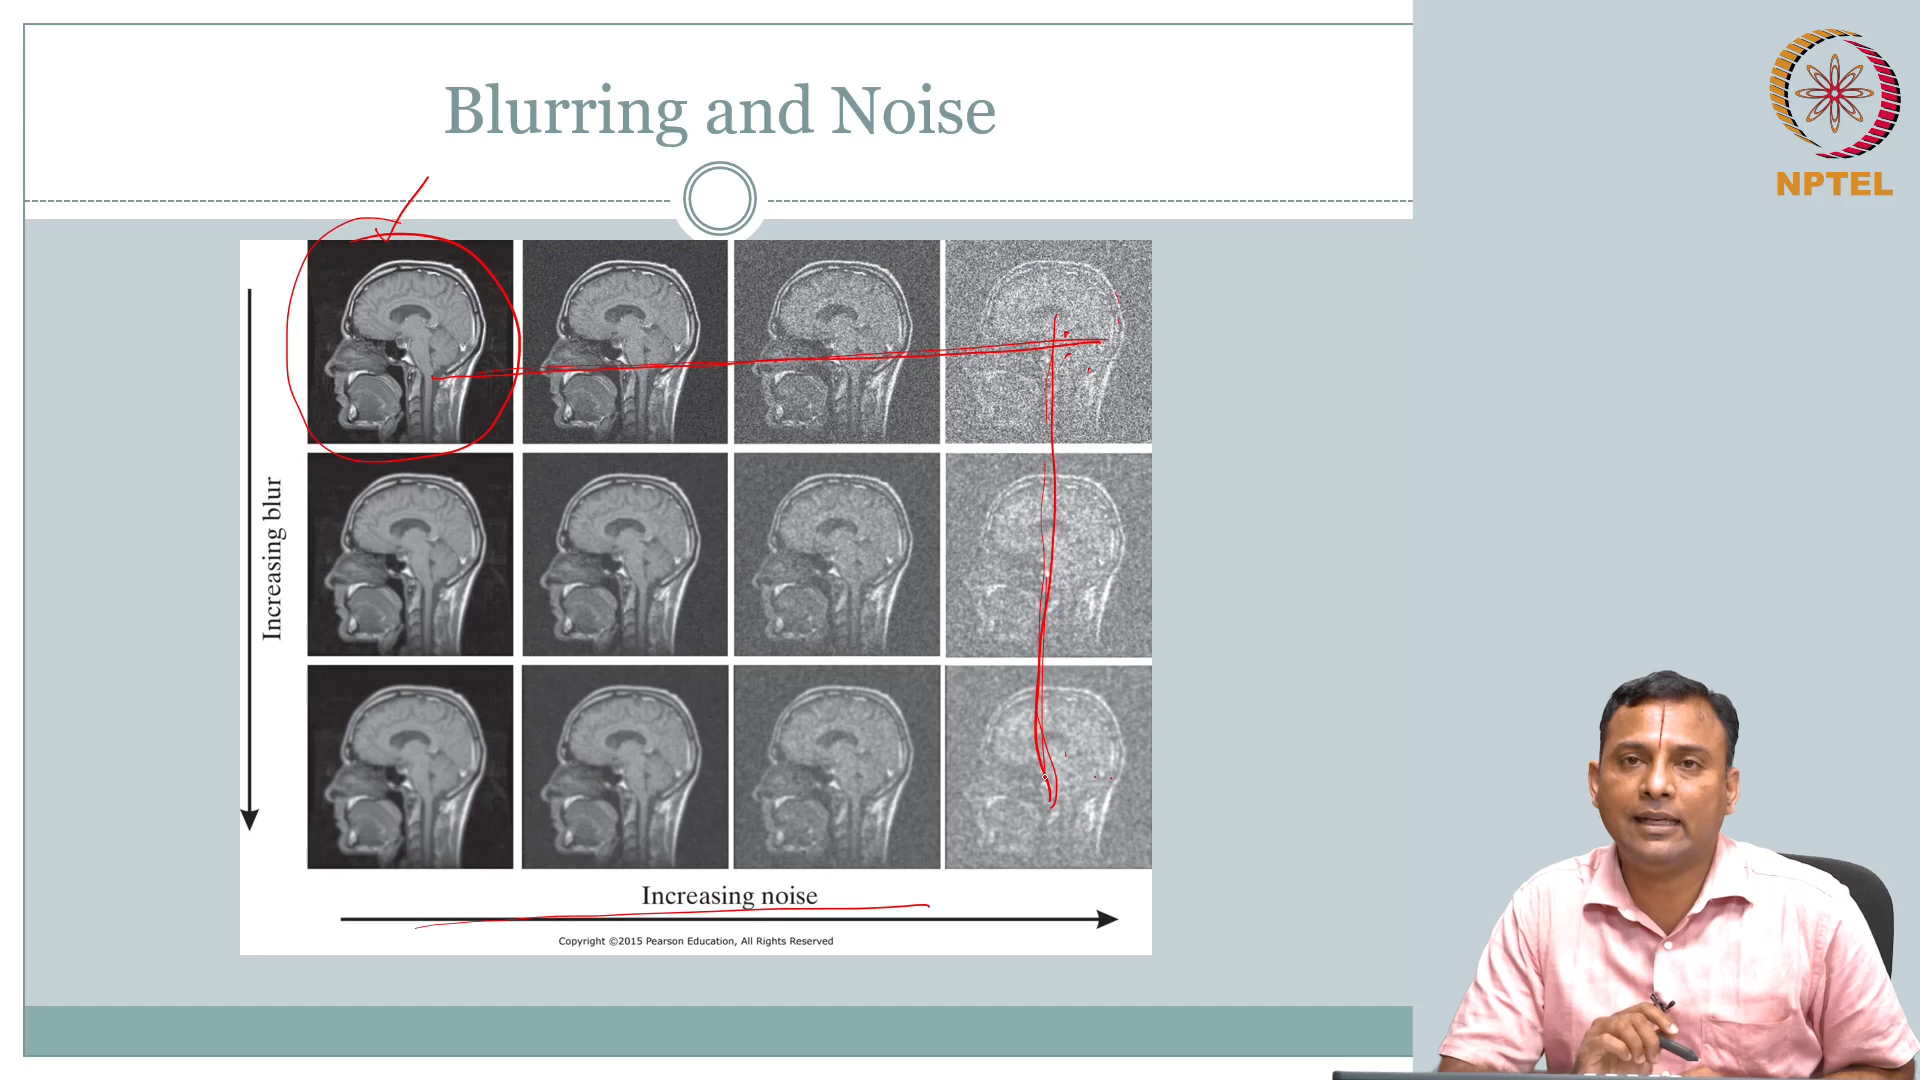 Blurring and Noise
NPTEL
Increasing blur
Increasing noise
Copyright ©2015 Pearson Education, All Rights Reserved